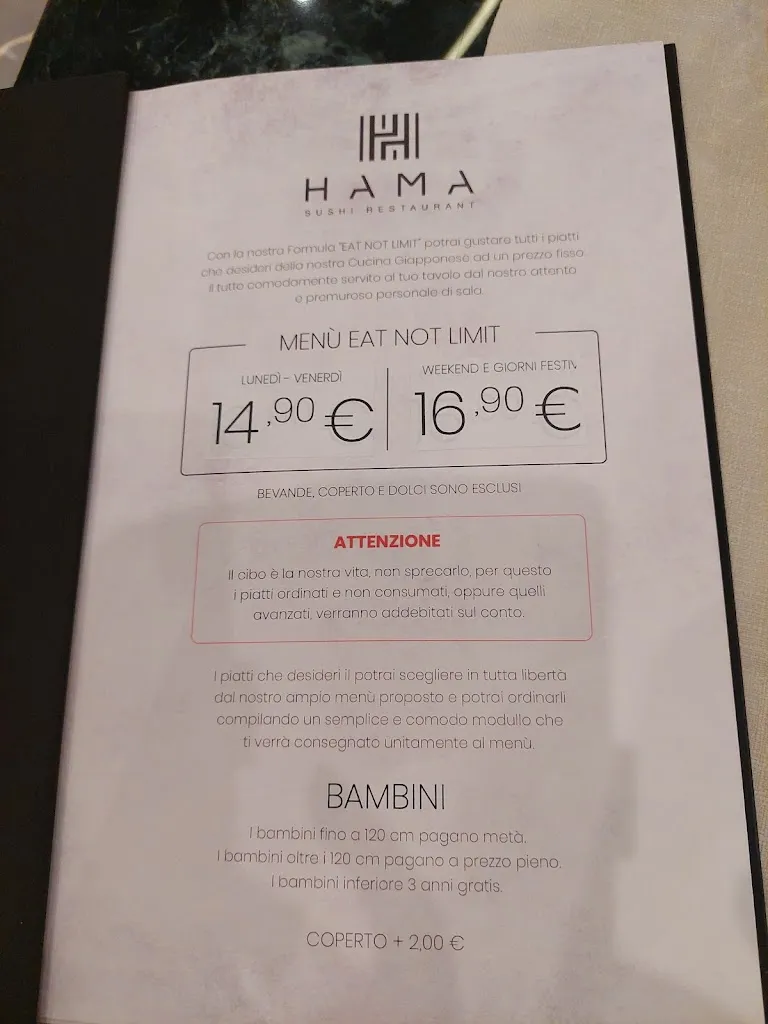 HAMA
SUSHI RESTAURANT
Con la nostra Formula "EAT NOT LIMIT" potrai gustare tutti i piatti
che desideri della nostra Cucina Giapponese ad un prezzo fisso.
Il tutto comodamente servito al tuo tavolo dal nostro attento
e premuroso personale di sala.
MENÙ EAT NOT LIMIT
LUNEDÌ - VENERDÌ
14,90 €
WEEKEND E GIORNI FESTIV
16,90 €
BEVANDE, COPERTO E DOLCI SONO ESCLUSI
ATTENZIONE
Il cibo è la nostra vita, non sprecarlo, per questo
i piatti ordinati e non consumati, oppure quelli
avanzati, verranno addebitati sul conto.
I piatti che desideri il potrai scegliere in tutta libertà
dal nostro ampio menù proposto e potrai ordinarli
compilando un semplice e comodo modullo che
ti verrà consegnato unitamente al menù.
BAMBINI
I bambini fino a 120 cm pagano metà.
I bambini oltre i 120 cm pagano a prezzo pieno.
I bambini inferiore 3 anni gratis.
COPERTO + 2,00 €